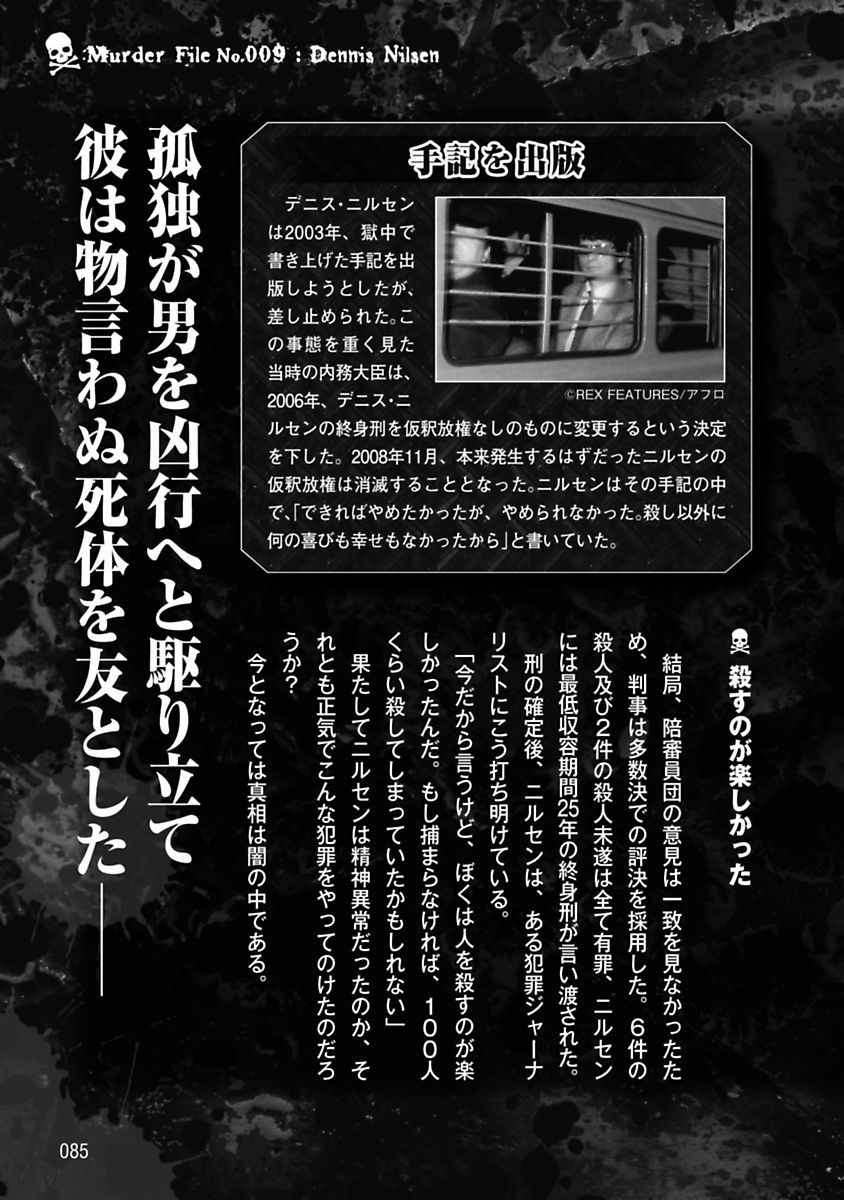 Murder File No.009 : Dennis Nilsen
手記を出版
デニス・ニルセン
は2003年、獄中で
書き上げた手記を出
版しようとしたが、
差し止められた。こ
の事態を重く見た
当時の内務大臣は、
2006年、デニス・ニ
ルセンの終身刑を仮釈放権なしのものに変更するという決定
を下した。2008年11月、本来発生するはずだったニルセンの
仮釈放権は消滅することとなった。ニルセンはその手記の中
で、「できればやめたかったが、やめられなかった。殺し以外に
何の喜びも幸せもなかったから」と書いていた。
©REX FEATURES/アフロ
孤独が男を凶行へと駆り立て
彼は物言わぬ死体を友とした――
殺すのが楽しかった
結局、陪審員団の意見は一致を見なかったた
め、判事は多数決での評決を採用した。6件の
殺人及び2件の殺人未遂は全て有罪、ニルセン
には最低収容期間25年の終身刑が言い渡された。
刑の確定後、ニルセンは、ある犯罪ジャーナ
リストにこう打ち明けている。
「今だから言うけど、ぼくは人を殺すのが楽
しかったんだ。もし捕まらなければ、100人
くらい殺してしまっていたかもしれない」
果たしてニルセンは精神異常だったのか、そ
れとも正気でこんな犯罪をやってのけたのだろ
うか?
今となっては真相は闇の中である。
085